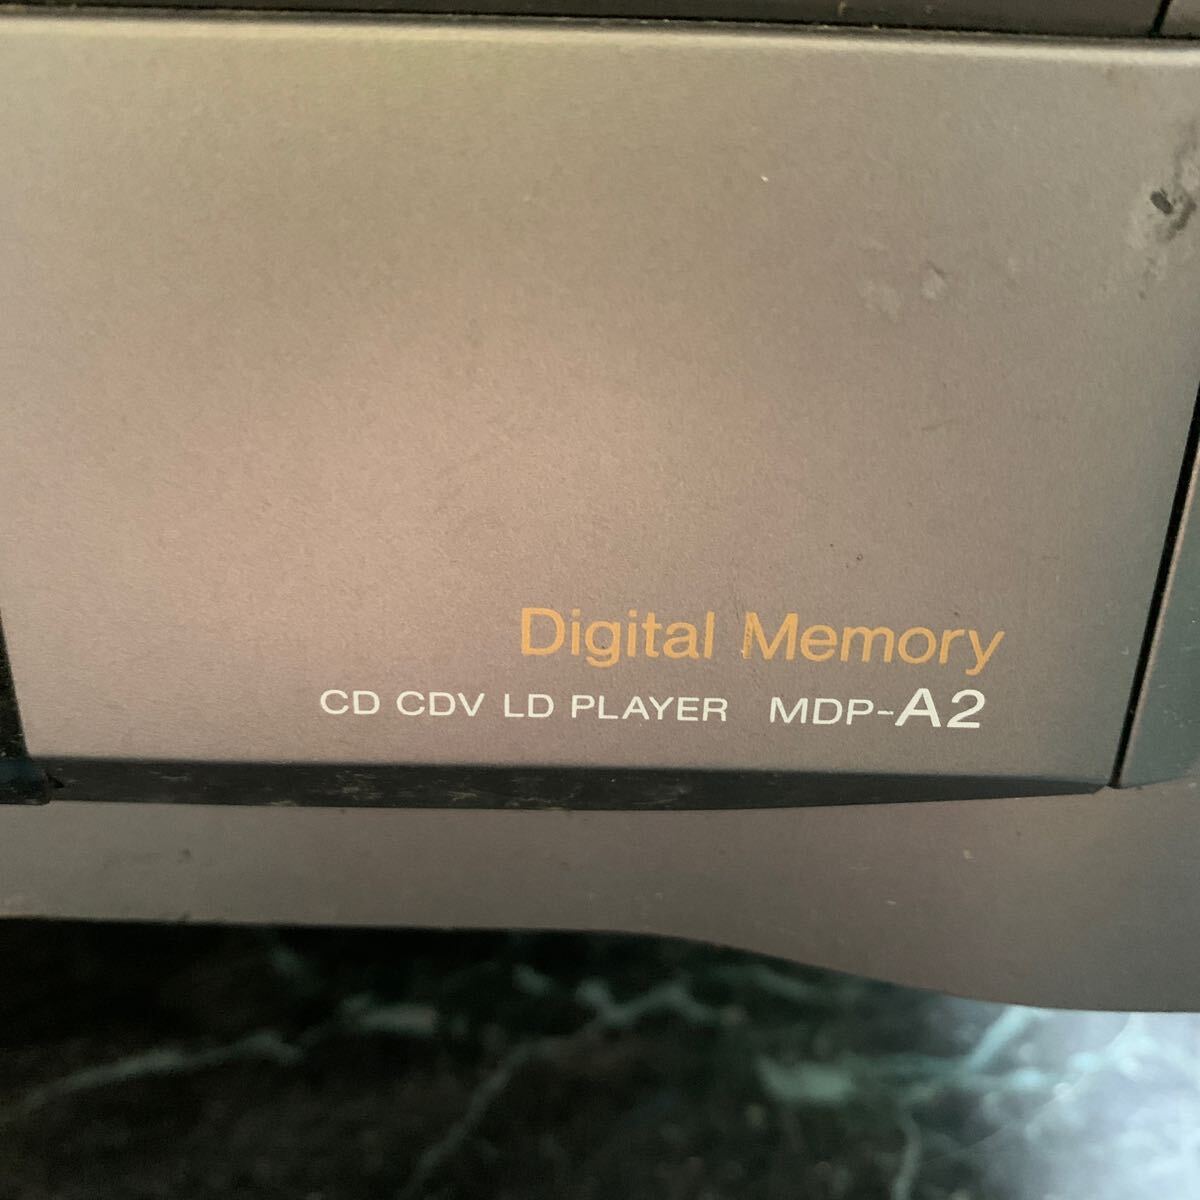 Digital Memory
CD CDV LD PLAYER MDP-A2